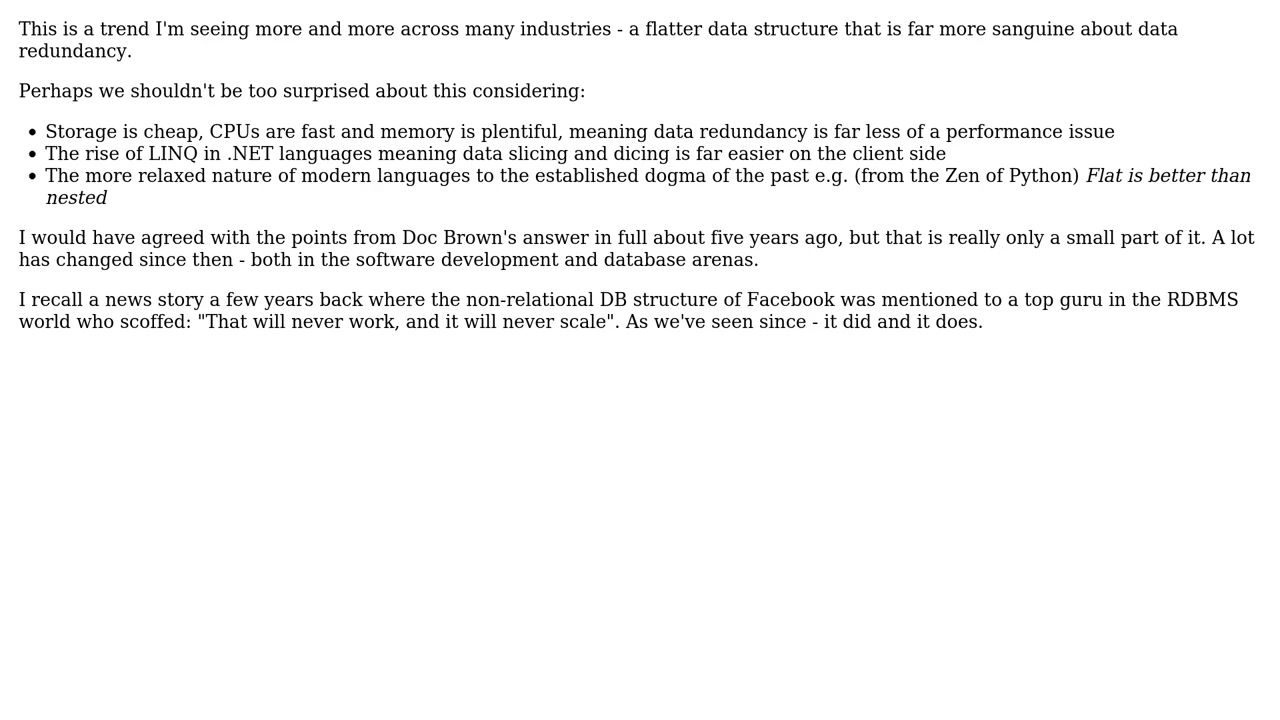 This is a trend I'm seeing more and more across many industries - a flatter data structure that is far more sanguine about data
redundancy.
Perhaps we shouldn't be too surprised about this considering:
• Storage is cheap, CPUs are fast and memory is plentiful, meaning data redundancy is far less of a performance issue
• The rise of LINQ in .NET languages meaning data slicing and dicing is far easier on the client side
• The more relaxed nature of modern languages to the established dogma of the past e.g. (from the Zen of Python) Flat is better than
nested
I would have agreed with the points from Doc Brown's answer in full about five years ago, but that is really only a small part of it. A lot
has changed since then - both in the software development and database arenas.
I recall a news story a few years back where the non-relational DB structure of Facebook was mentioned to a top guru in the RDBMS
world who scoffed: "That will never work, and it will never scale". As we've seen since - it did and it does.